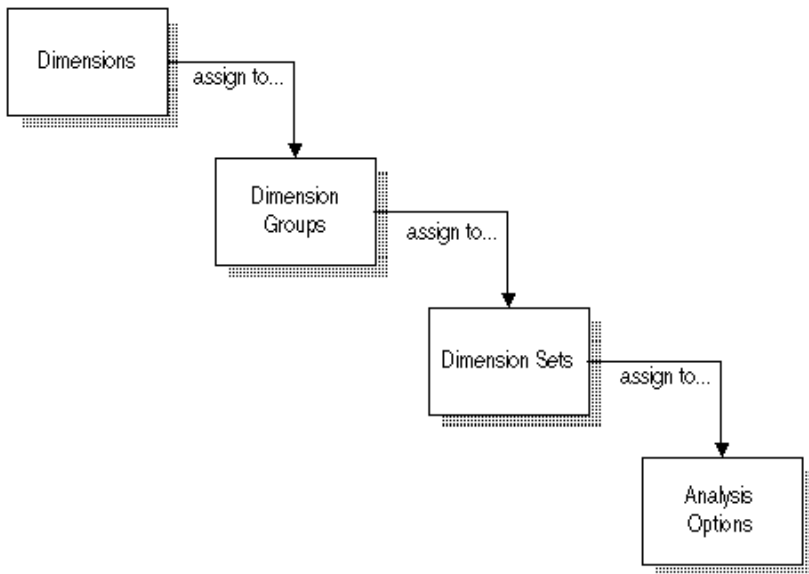 Dimensions
assign to...
Dimension
Groups
assign to...
Dimension Sets
assign to...
Analysis
Options